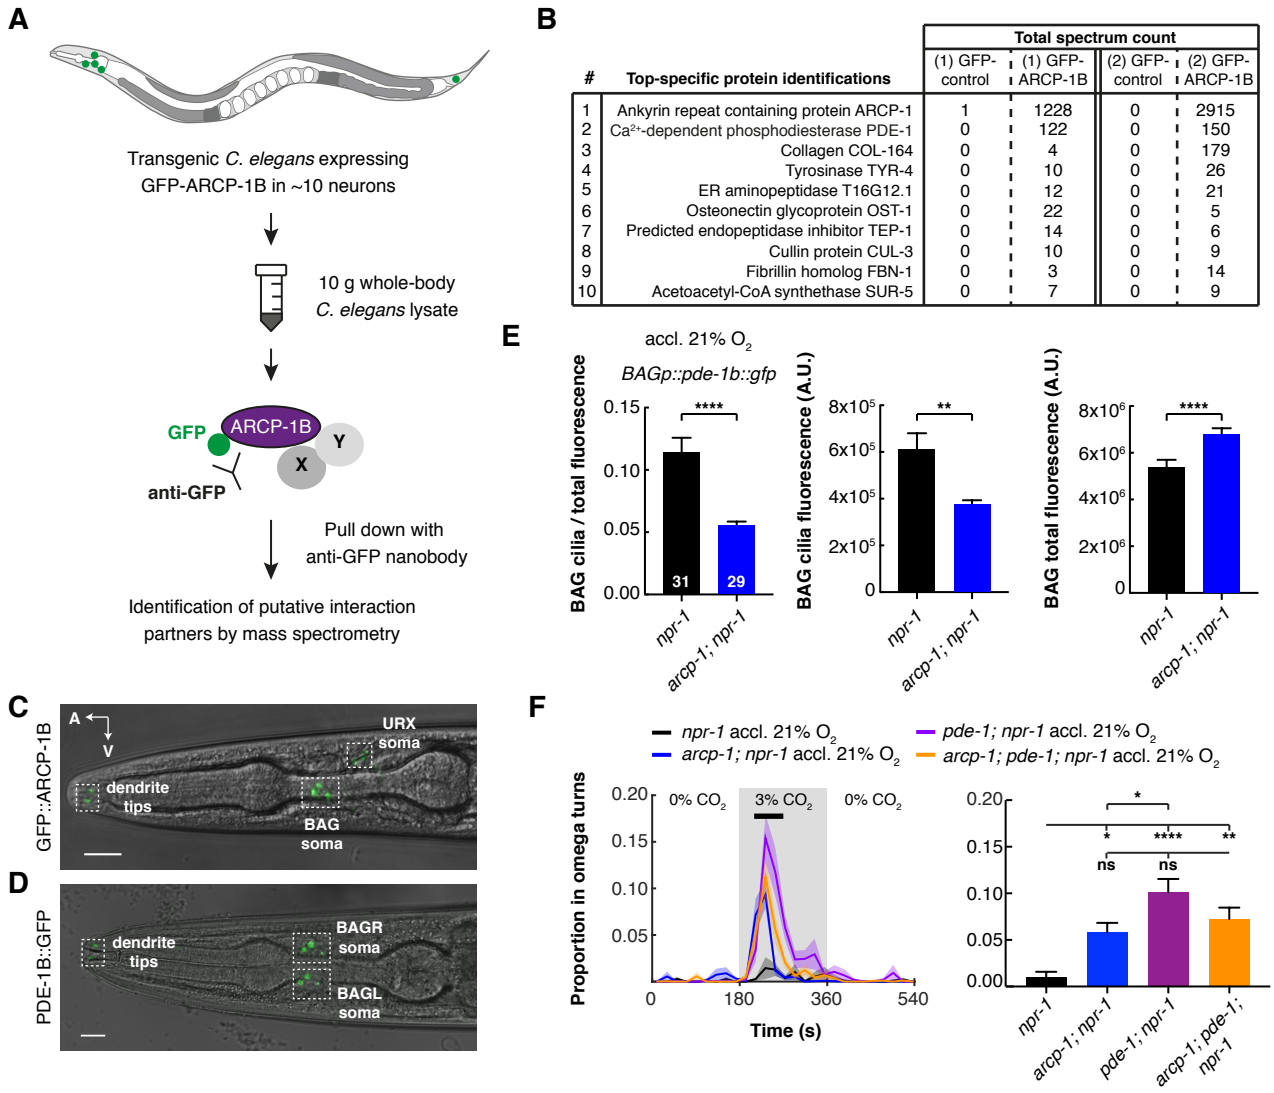 A
Transgenic C. elegans expressing
GFP-ARCP-1B in ~10 neurons
10 g whole-body
C. elegans lysate
GFP
ARCP-1B
X
Y
anti-GFP
Pull down with
anti-GFP nanobody
Identification of putative interaction
partners by mass spectrometry
B
Total spectrum count
# Top-specific protein identifications (1) GFP-control (1) GFP-ARCP-1B (2) GFP-control (2) GFP-ARCP-1B
1 Ankyrin repeat containing protein ARCP-1 1 1228 0 2915
2 Ca²⁺-dependent phosphodiesterase PDE-1 0 122 0 150
3 Collagen COL-164 0 4 0 179
4 Tyrosinase TYR-4 0 10 0 26
5 ER aminopeptidase T16G12.1 0 12 0 21
6 Osteonectin glycoprotein OST-1 0 22 0 5
7 Predicted endopeptidase inhibitor TEP-1 0 14 0 6
8 Cullin protein CUL-3 0 10 0 9
9 Fibrillin homolog FBN-1 0 3 0 14
10 Acetoacetyl-CoA synthethase SUR-5 0 7 0 9
C
GFP::ARCP-1B
A
V
dendrite
tips
URX
soma
BAG
soma
D
PDE-1B::GFP
dendrite
tips
BAGR
soma
BAGL
soma
E
accl. 21% O₂
BAGp::pde-1b::gfp
BAG cilia / total fluorescence
0.15
0.10
0.05
0.00
****
31
29
npr-1
arcp-1; npr-1
BAG cilia fluorescence (A.U.)
8x10⁵
6x10⁵
4x10⁵
2x10⁵
0
**
npr-1
arcp-1; npr-1
BAG total fluorescence (A.U.)
8x10⁶
6x10⁶
4x10⁶
2x10⁶
0
****
npr-1
arcp-1; npr-1
F
npr-1 accl. 21% O₂
arcp-1; npr-1 accl. 21% O₂
pde-1; npr-1 accl. 21% O₂
arcp-1; pde-1; npr-1 accl. 21% O₂
Proportion in omega turns
0.20
0.15
0.10
0.05
0% CO₂
3% CO₂
0% CO₂
0
180
360
540
Time (s)
0.20
0.15
0.10
0.05
0.00
*
* **** **
ns ns
npr-1
arcp-1; npr-1
pde-1; npr-1
arcp-1; pde-1;
npr-1